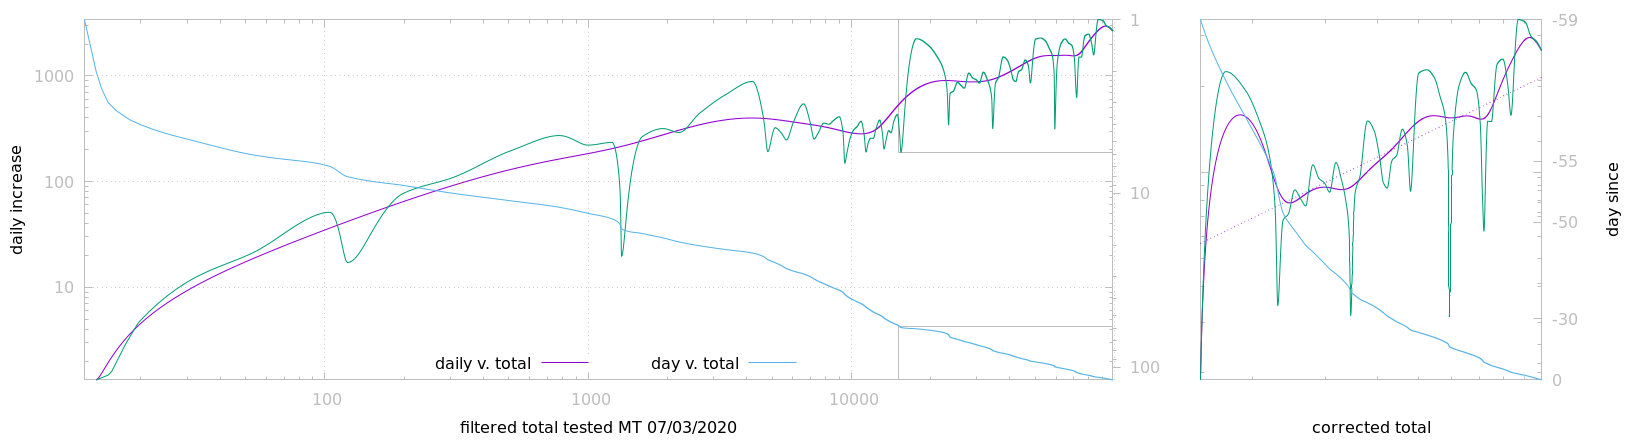 daily increase
1000
100
10
100
1000
10000
daily v. total
day v. total
1
10
100
filtered total tested MT 07/03/2020
-59
-55
-50
-30
0
day since
corrected total